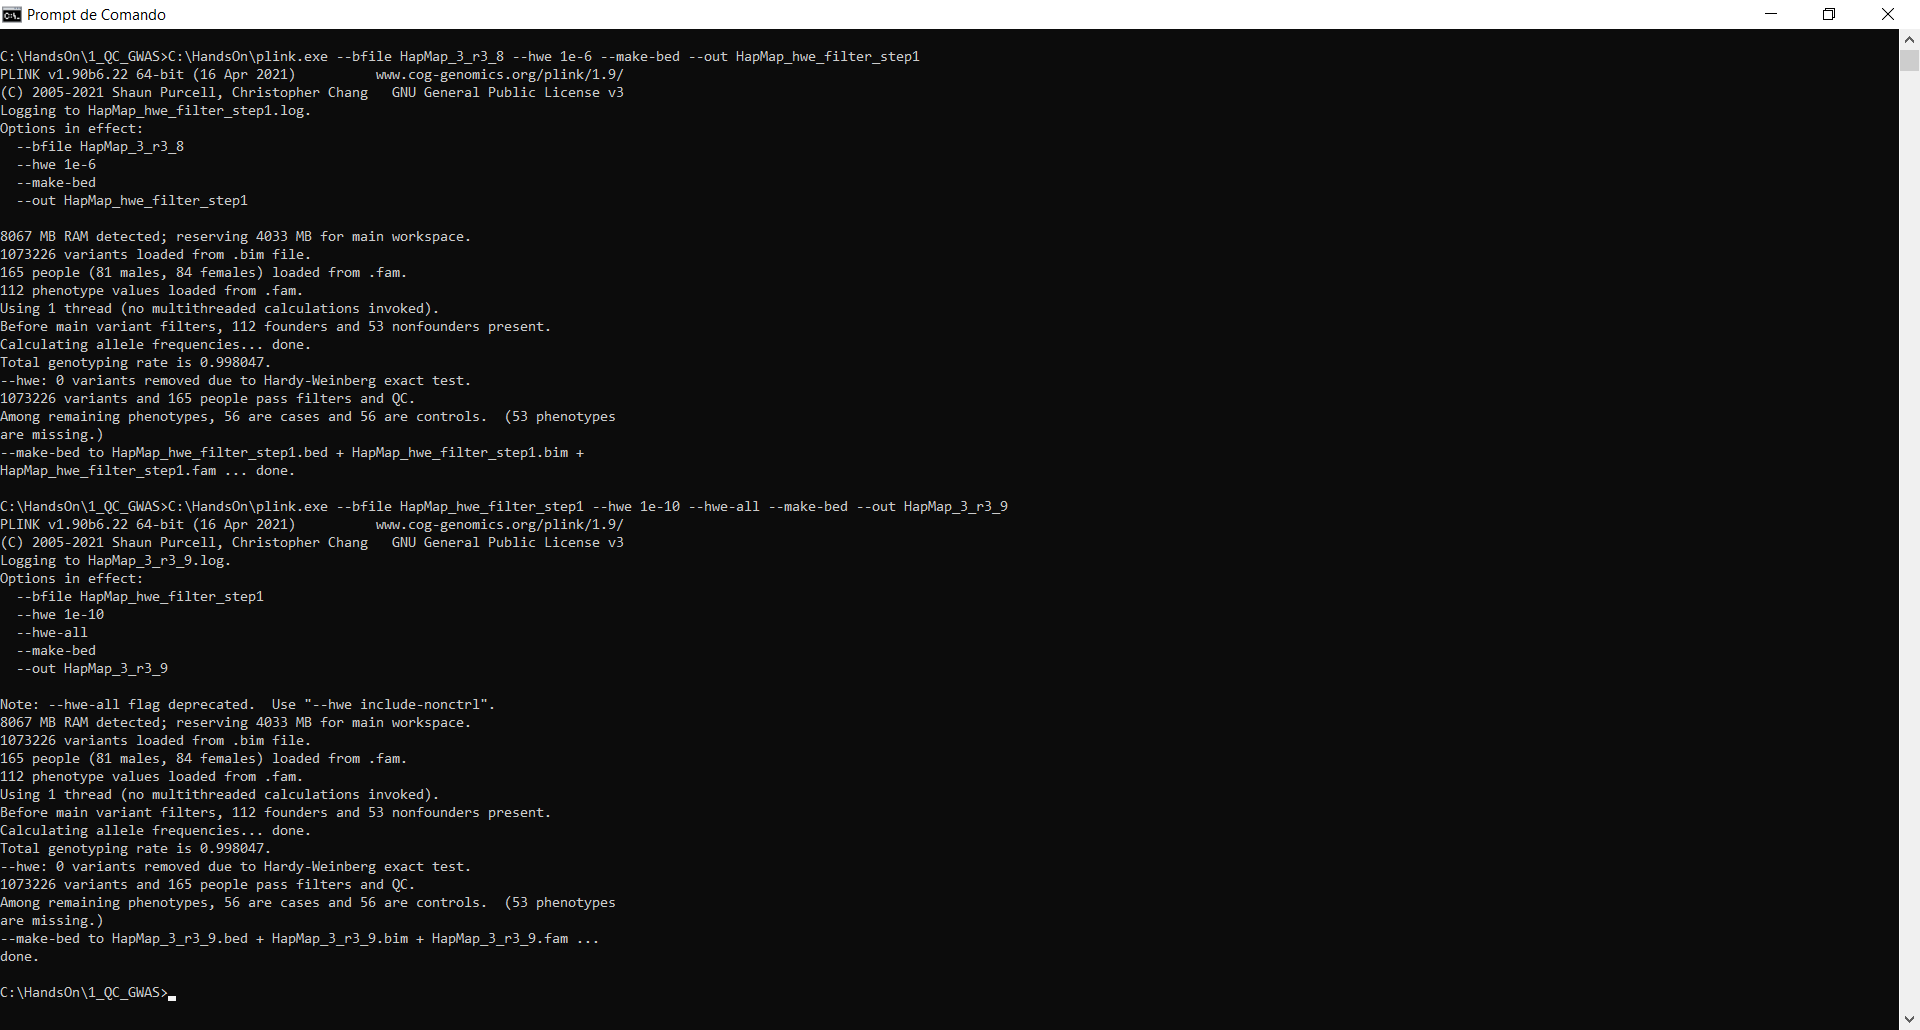 Prompt de Comando
C:\HandsOn\1_QC_GWAS>C:\HandsOn\plink.exe --bfile HapMap_3_r3_8 --hwe 1e-6 --make-bed --out HapMap_hwe_filter_step1
PLINK v1.90b6.22 64-bit (16 Apr 2021)          www.cog-genomics.org/plink/1.9/
(C) 2005-2021 Shaun Purcell, Christopher Chang   GNU General Public License v3
Logging to HapMap_hwe_filter_step1.log.
Options in effect:
  --bfile HapMap_3_r3_8
  --hwe 1e-6
  --make-bed
  --out HapMap_hwe_filter_step1
8067 MB RAM detected; reserving 4033 MB for main workspace.
1073226 variants loaded from .bim file.
165 people (81 males, 84 females) loaded from .fam.
112 phenotype values loaded from .fam.
Using 1 thread (no multithreaded calculations invoked).
Before main variant filters, 112 founders and 53 nonfounders present.
Calculating allele frequencies... done.
Total genotyping rate is 0.998047.
--hwe: 0 variants removed due to Hardy-Weinberg exact test.
1073226 variants and 165 people pass filters and QC.
Among remaining phenotypes, 56 are cases and 56 are controls.  (53 phenotypes
are missing.)
--make-bed to HapMap_hwe_filter_step1.bed + HapMap_hwe_filter_step1.bim +
HapMap_hwe_filter_step1.fam ... done.
C:\HandsOn\1_QC_GWAS>C:\HandsOn\plink.exe --bfile HapMap_hwe_filter_step1 --hwe 1e-10 --hwe-all --make-bed --out HapMap_3_r3_9
PLINK v1.90b6.22 64-bit (16 Apr 2021)          www.cog-genomics.org/plink/1.9/
(C) 2005-2021 Shaun Purcell, Christopher Chang   GNU General Public License v3
Logging to HapMap_3_r3_9.log.
Options in effect:
  --bfile HapMap_hwe_filter_step1
  --hwe 1e-10
  --hwe-all
  --make-bed
  --out HapMap_3_r3_9
Note: --hwe-all flag deprecated.  Use "--hwe include-nonctrl".
8067 MB RAM detected; reserving 4033 MB for main workspace.
1073226 variants loaded from .bim file.
165 people (81 males, 84 females) loaded from .fam.
112 phenotype values loaded from .fam.
Using 1 thread (no multithreaded calculations invoked).
Before main variant filters, 112 founders and 53 nonfounders present.
Calculating allele frequencies... done.
Total genotyping rate is 0.998047.
--hwe: 0 variants removed due to Hardy-Weinberg exact test.
1073226 variants and 165 people pass filters and QC.
Among remaining phenotypes, 56 are cases and 56 are controls.  (53 phenotypes
are missing.)
--make-bed to HapMap_3_r3_9.bed + HapMap_3_r3_9.bim + HapMap_3_r3_9.fam ...
done.
C:\HandsOn\1_QC_GWAS>